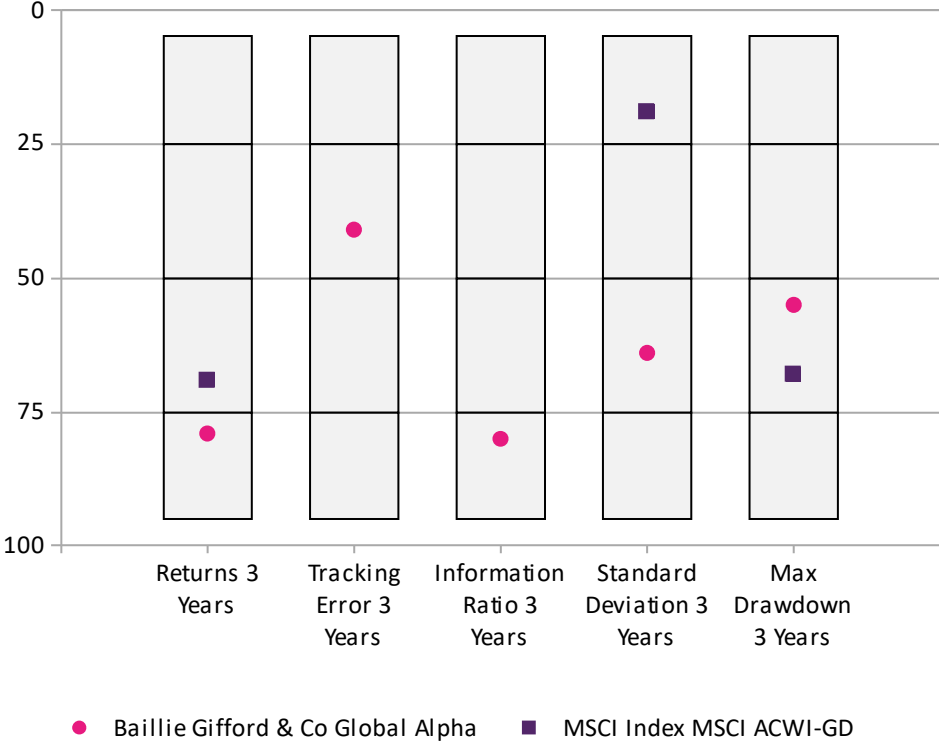 0
25
50
75
100
Returns 3 Years
Tracking Error 3 Years
Information Ratio 3 Years
Standard Deviation 3 Years
Max Drawdown 3 Years
Baillie Gifford & Co Global Alpha
MSCI Index MSCI ACWI-GD